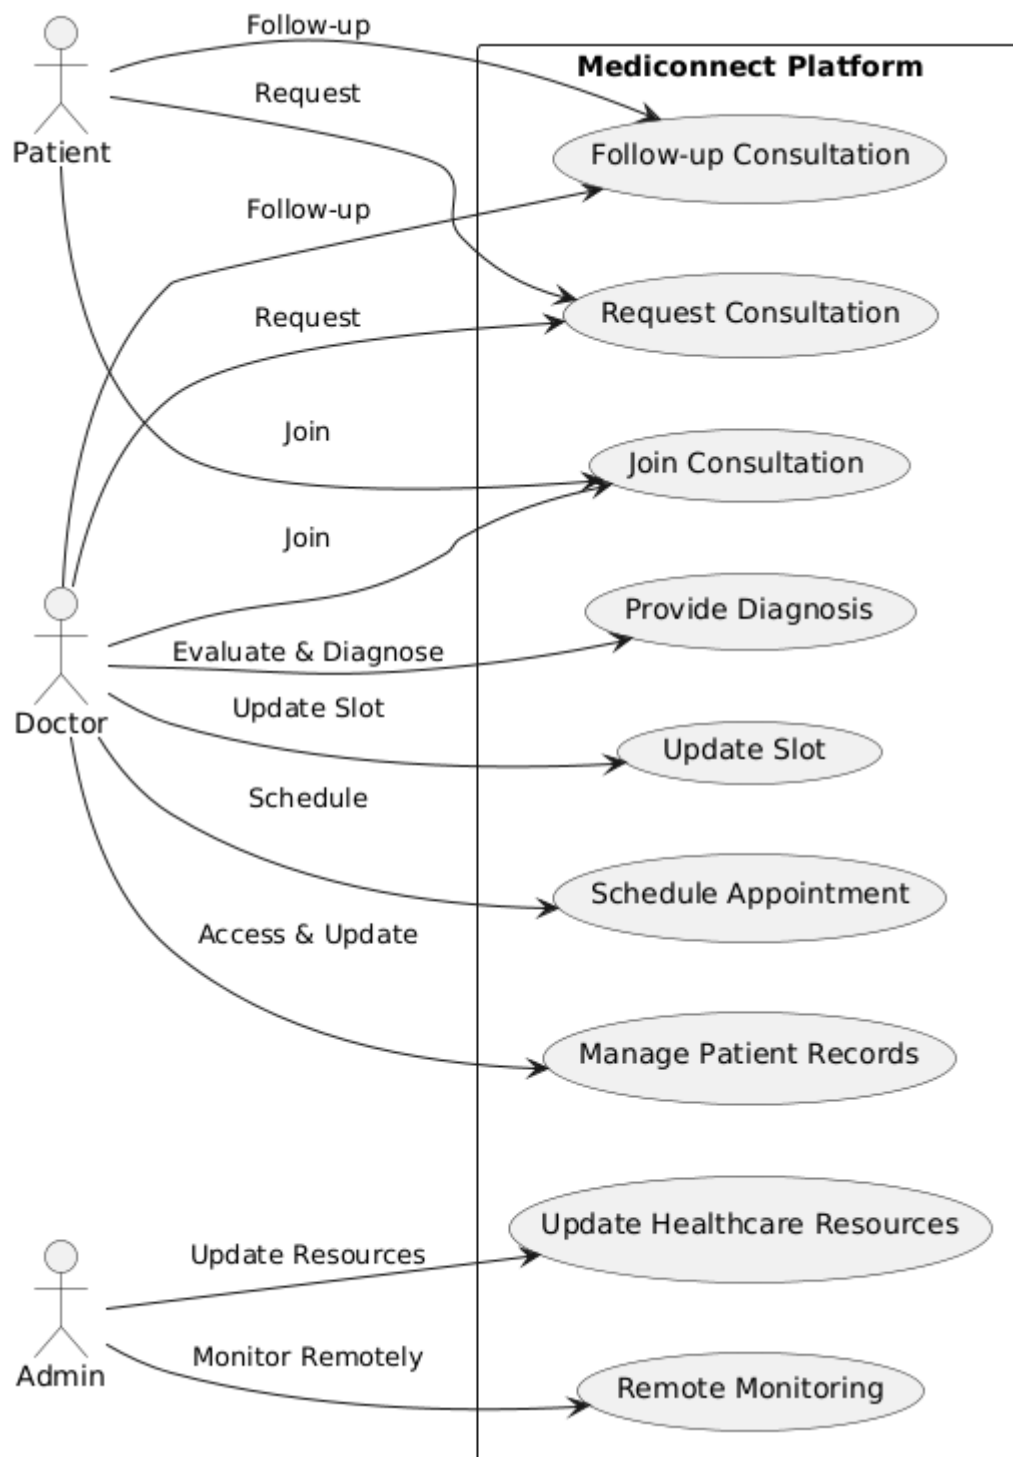 Follow-up
Mediconnect Platform
Request
Patient
Follow-up Consultation
Follow-up
Request Consultation
Request
Join
Join Consultation
Join
Provide Diagnosis
Evaluate & Diagnose
Update Slot
Doctor
Update Slot
Schedule
Schedule Appointment
Access & Update
Manage Patient Records
Update Healthcare Resources
Update Resources
Monitor Remotely
Admin
Remote Monitoring